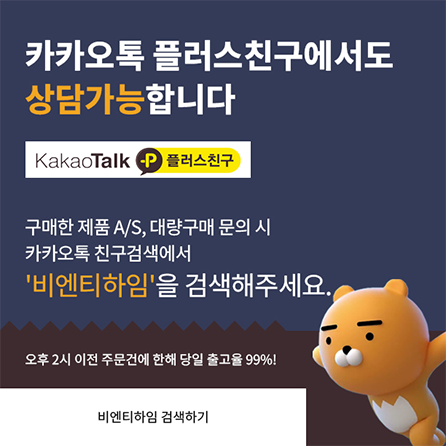 카카오톡 플러스친구에서도
상담가능합니다
KakaoTalk P 플러스친구
구매한 제품 A/S, 대량구매 문의 시
카카오톡 친구검색에서
'비엔티하임'을 검색해주세요.
오후 2시 이전 주문건에 한해 당일 출고율 99%!
비엔티하임 검색하기